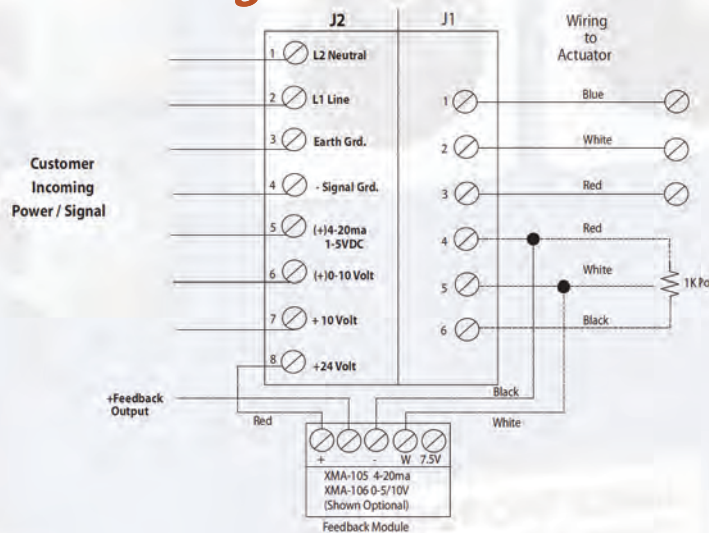 J2
J1
Wiring
to
Actuator
1 L2 Neutral
2 L1 Line
3 Earth Grd.
4 - Signal Grd.
5 (+)4-20ma
1-5VDC
6 (+)0-10 Volt
7 + 10 Volt
8 +24 Volt
Customer
Incoming
Power / Signal
1 Blue
2 White
3 Red
4 Red
5 White
6 Black
1K
+Feedback
Output
Red
Black
White
+ - W 7.5V
XMA-105 4-20ma
XMA-106 0-5/10V
(Shown Optional)
Feedback Module